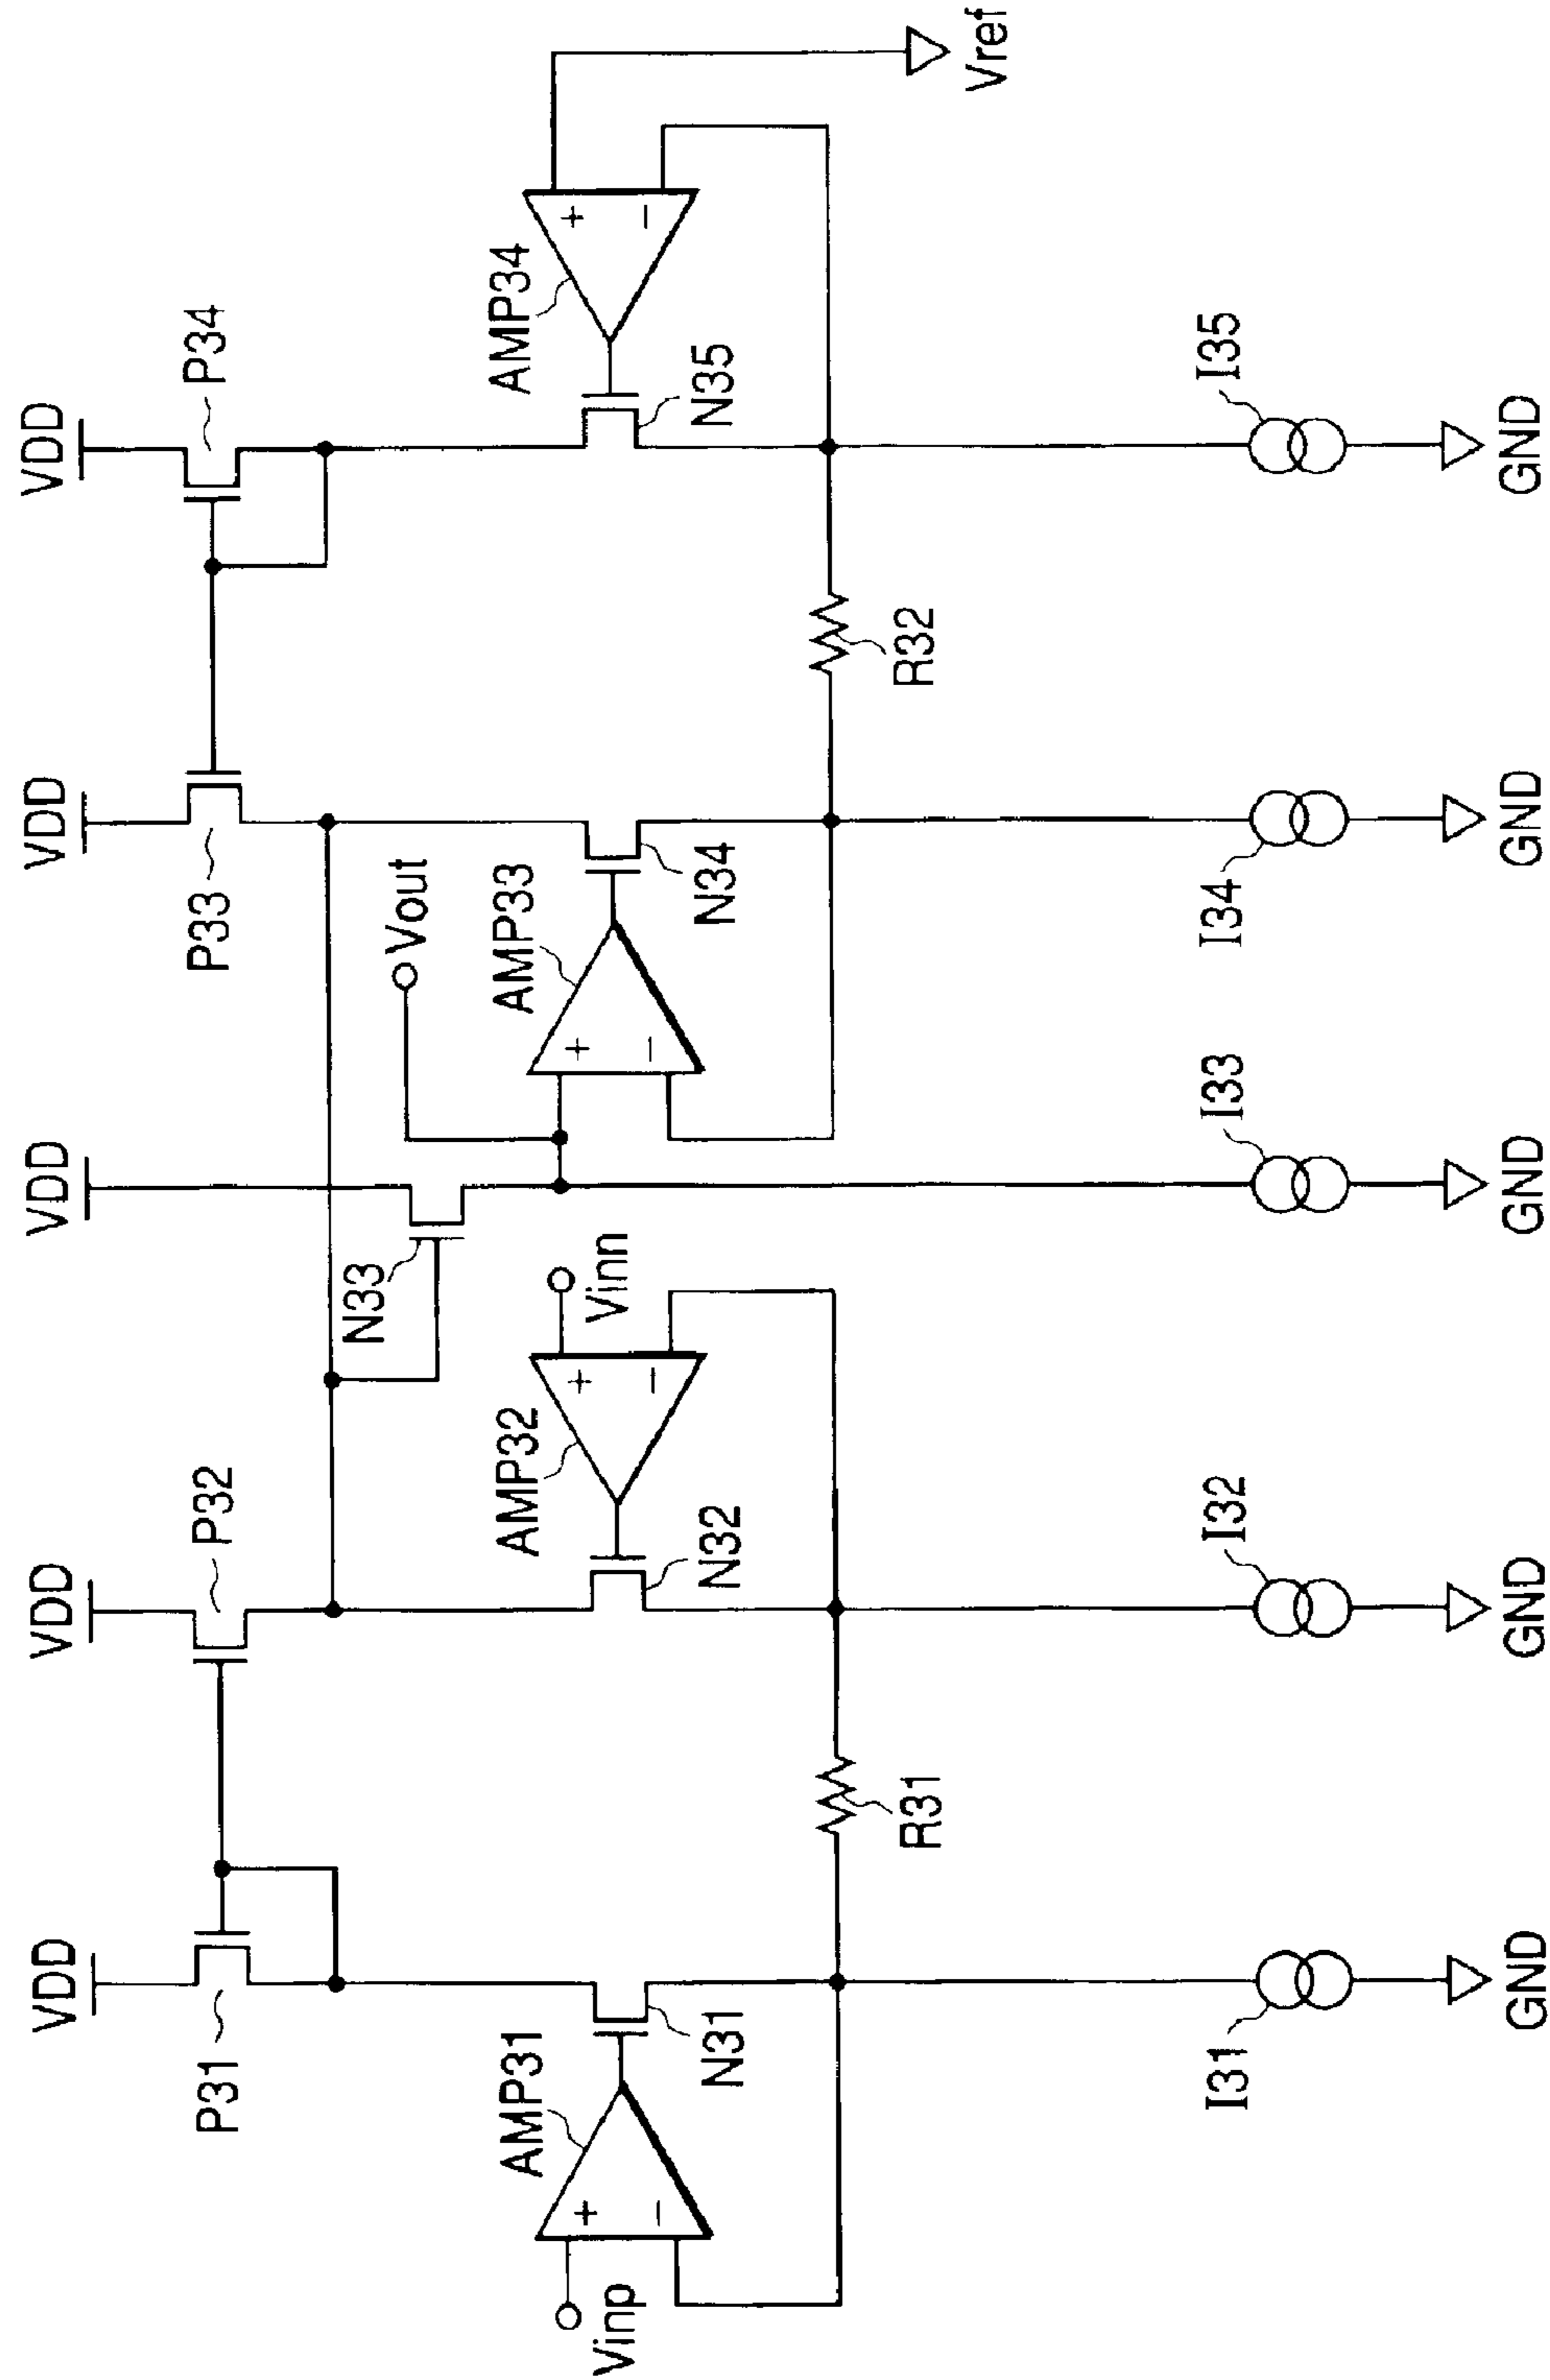 VDD
VDD
VDD
VDD
VDD
P31
P32
P33
P34
N33
Vout
AMP31
AMP32
AMP33
AMP34
+
−
+
−
+
−
+
−
Vinp
Vinn
Vref
N31
N32
N34
N35
R31
R32
I31
I32
I33
I34
I35
GND
GND
GND
GND
GND